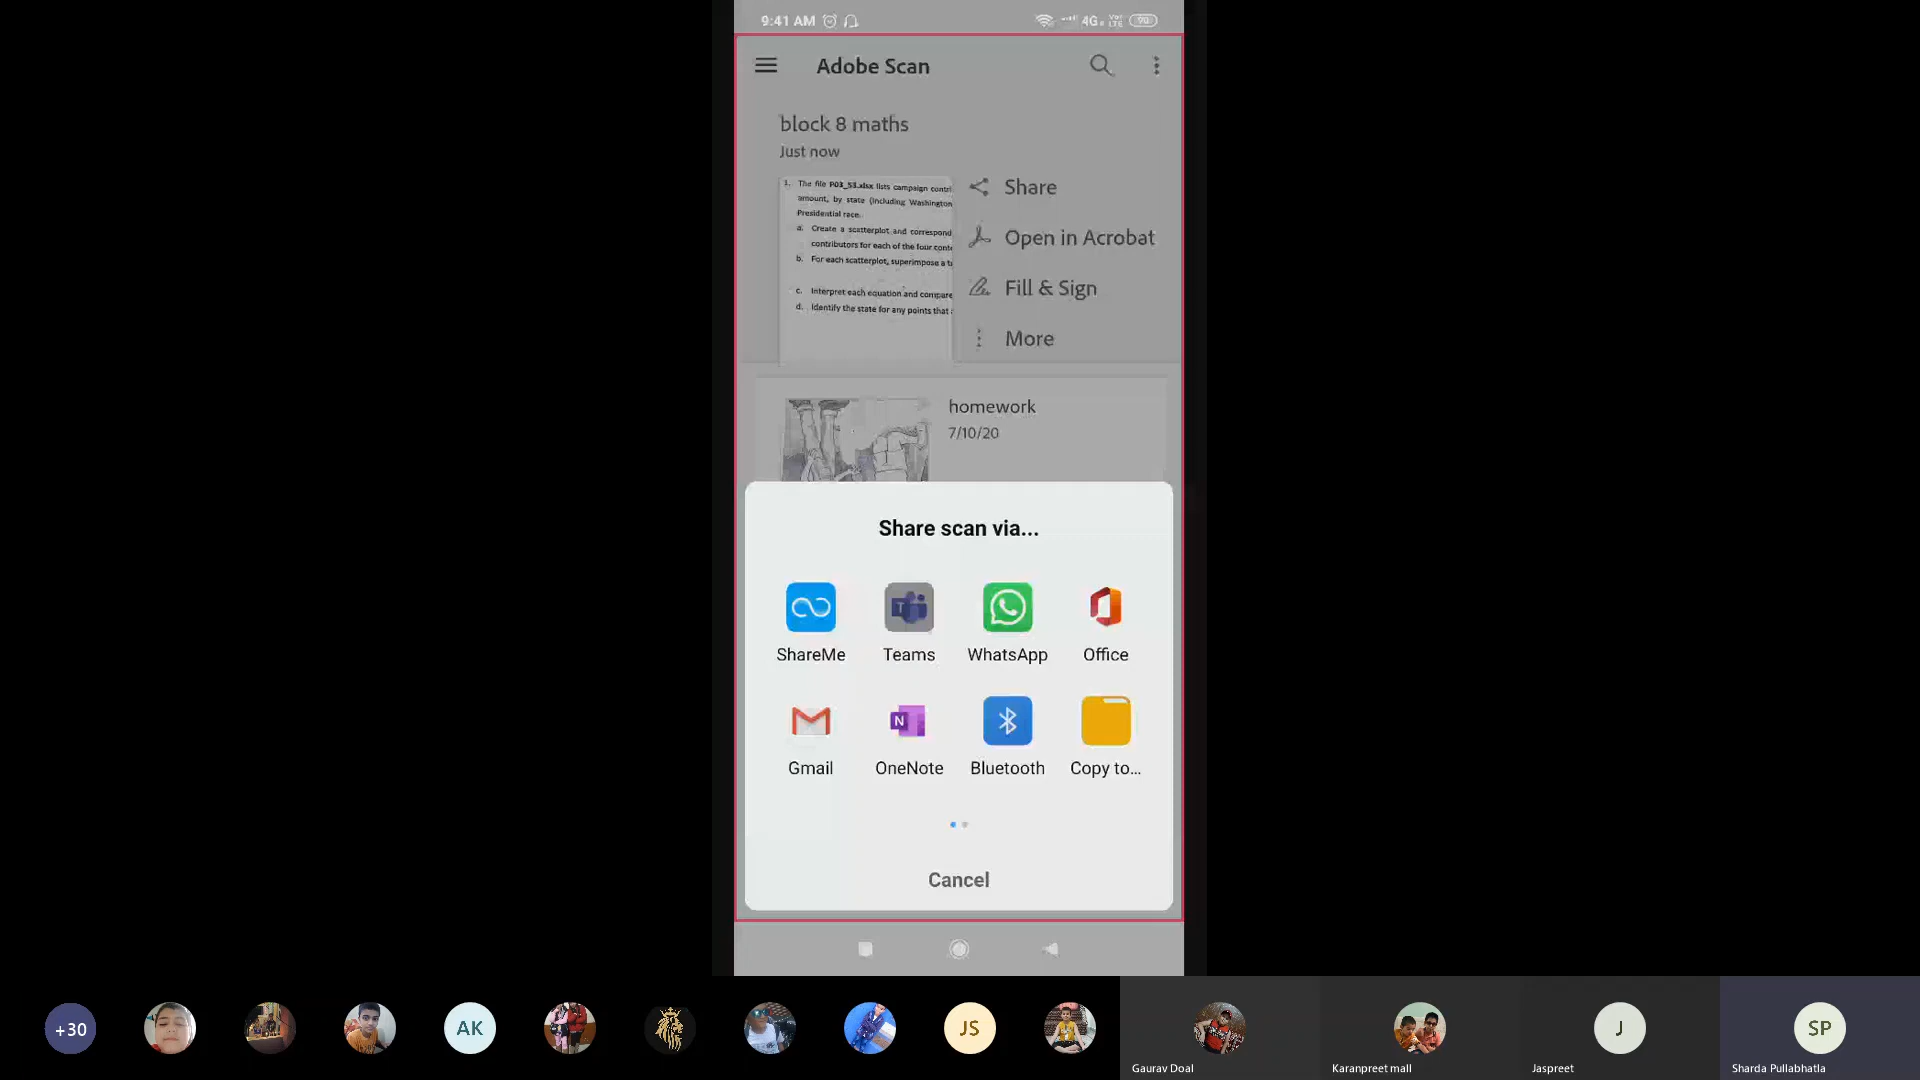 9:41 AM 4G Vo LTE 90
Adobe Scan
block 8 maths
Just now
1. The file P03_53.xlsx lists campaign contri
amount, by state (including Washington
Presidential race.
a. Create a scatterplot and correspond
contributors for each of the four cont
b. For each scatterplot, superimpose a t
c. Interpret each equation and compare
d. Identify the state for any points that
Share
Open in Acrobat
Fill & Sign
More
homework
7/10/20
Share scan via...
ShareMe
Teams
WhatsApp
Office
Gmail
OneNote
Bluetooth
Copy to...
Cancel
+30
AK
JS
J
SP
Gaurav Doal
Karanpreet mall
Jaspreet
Sharda Pullabhatla